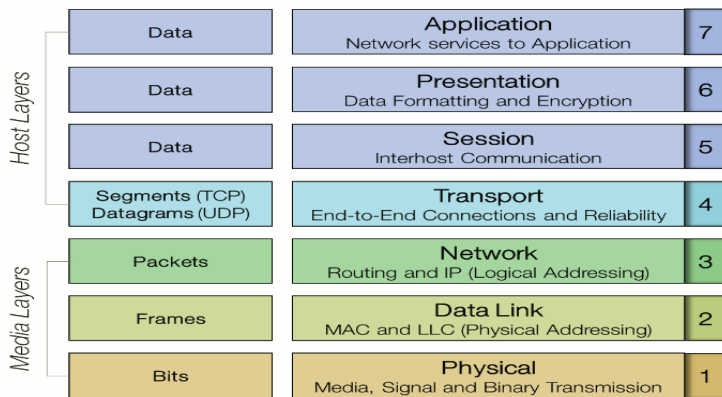 Host Layers
Data
Application
Network services to Application
7
Data
Presentation
Data Formatting and Encryption
6
Data
Session
Interhost Communication
5
Segments (TCP)
Datagrams (UDP)
Transport
End-to-End Connections and Reliability
4
Media Layers
Packets
Network
Routing and IP (Logical Addressing)
3
Frames
Data Link
MAC and LLC (Physical Addressing)
2
Bits
Physical
Media, Signal and Binary Transmission
1